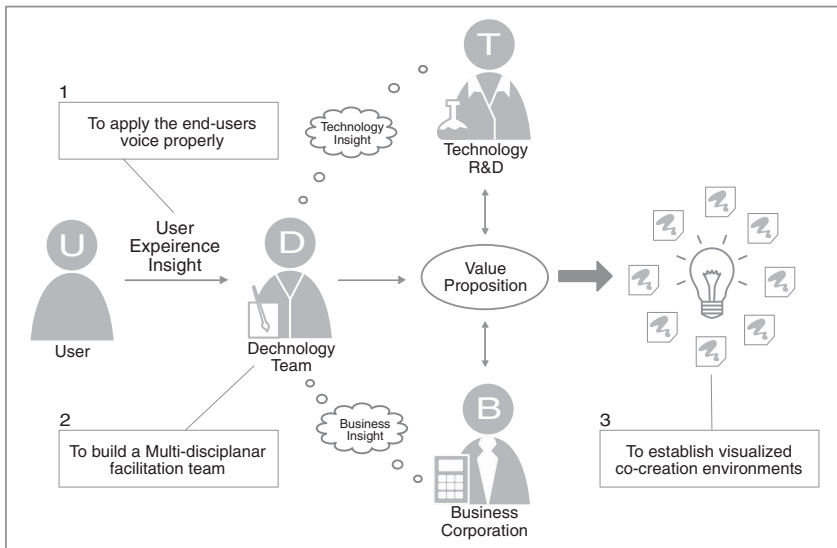 T
Technology
R&D
1
To apply the end-users
voice properly
Technology
Insight
U
User
User
Expeirence
Insight
D
Dechnology
Team
Value
Proposition
2
To build a Multi-disciplanar
facilitation team
Business
Insight
B
Business
Corporation
3
To establish visualized
co-creation environments